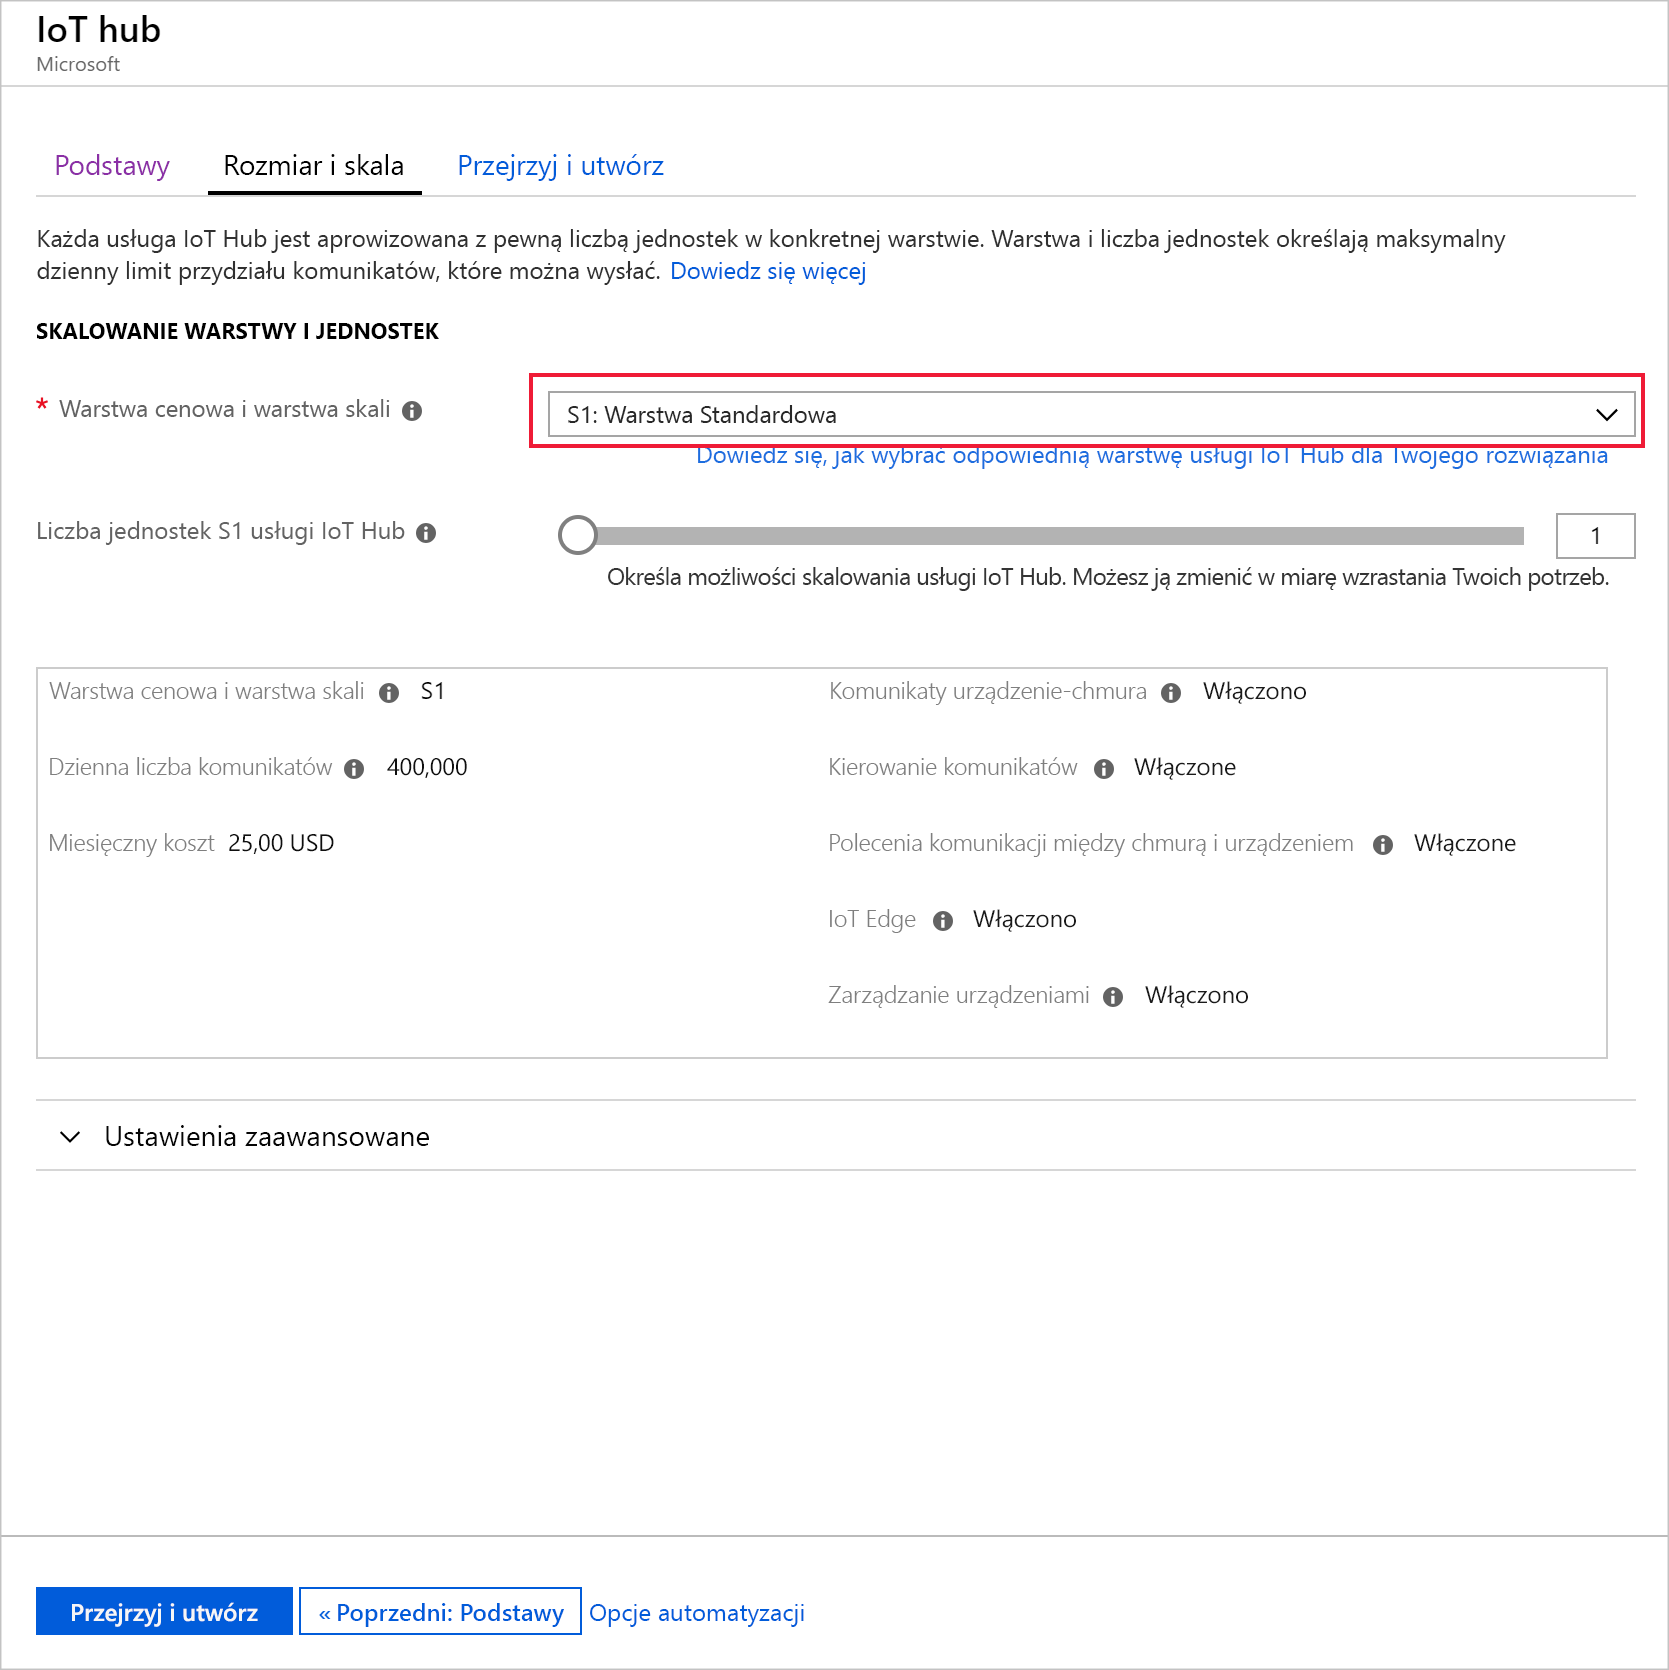 IoT hub
Microsoft
Podstawy Rozmiar i skala Przejrzyj i utwórz
Każda usługa IoT Hub jest aprowizowana z pewną liczbą jednostek w konkretnej warstwie. Warstwa i liczba jednostek określają maksymalny
dzienny limit przydziału komunikatów, które można wysłać. Dowiedz się więcej
SKALOWANIE WARSTWY I JEDNOSTEK
* Warstwa cenowa i warstwa skali S1: Warstwa Standardowa
Dowiedz się, jak wybrać odpowiednią warstwę usługi IoT Hub dla Twojego rozwiązania
Liczba jednostek S1 usługi IoT Hub 1
Określa możliwości skalowania usługi IoT Hub. Możesz ją zmienić w miarę wzrastania Twoich potrzeb.
Warstwa cenowa i warstwa skali S1 Komunikaty urządzenie-chmura Włączono
Dzienna liczba komunikatów 400,000 Kierowanie komunikatów Włączone
Miesięczny koszt 25,00 USD Polecenia komunikacji między chmurą i urządzeniem Włączone
IoT Edge Włączono
Zarządzanie urządzeniami Włączono
Ustawienia zaawansowane
Przejrzyj i utwórz « Poprzedni: Podstawy Opcje automatyzacji